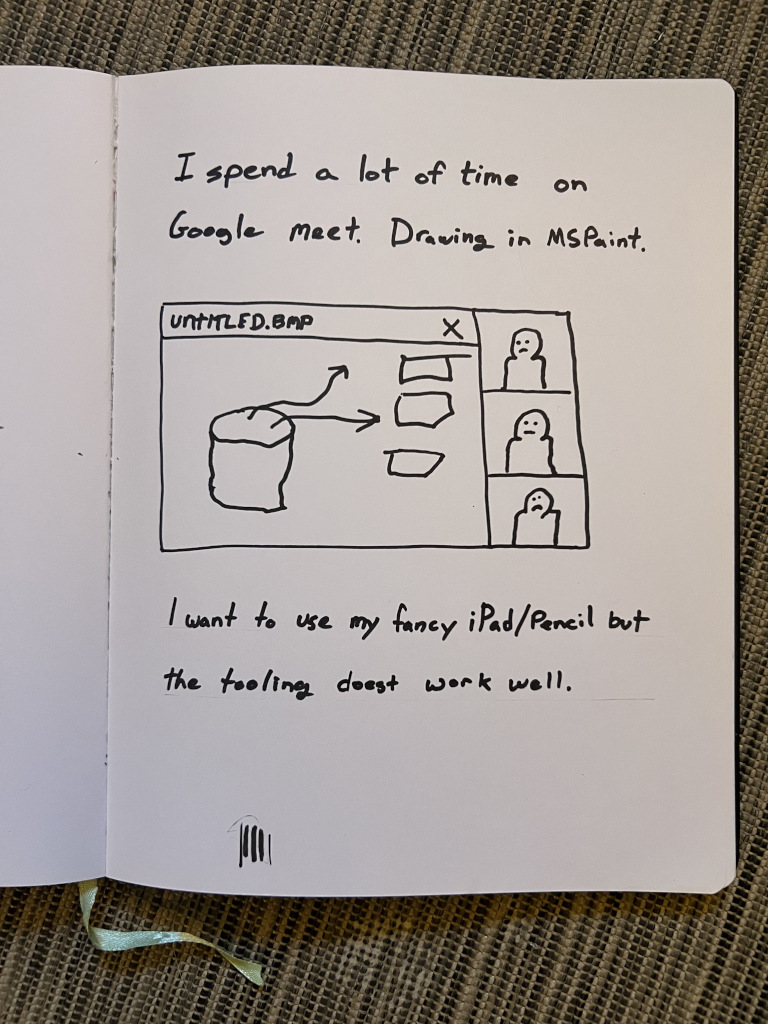 I spend a lot of time on
Google meet. Drawing in MSPaint.
UNTITLED.BMP X
I want to use my fancy iPad/Pencil but
the tooling doest work well.